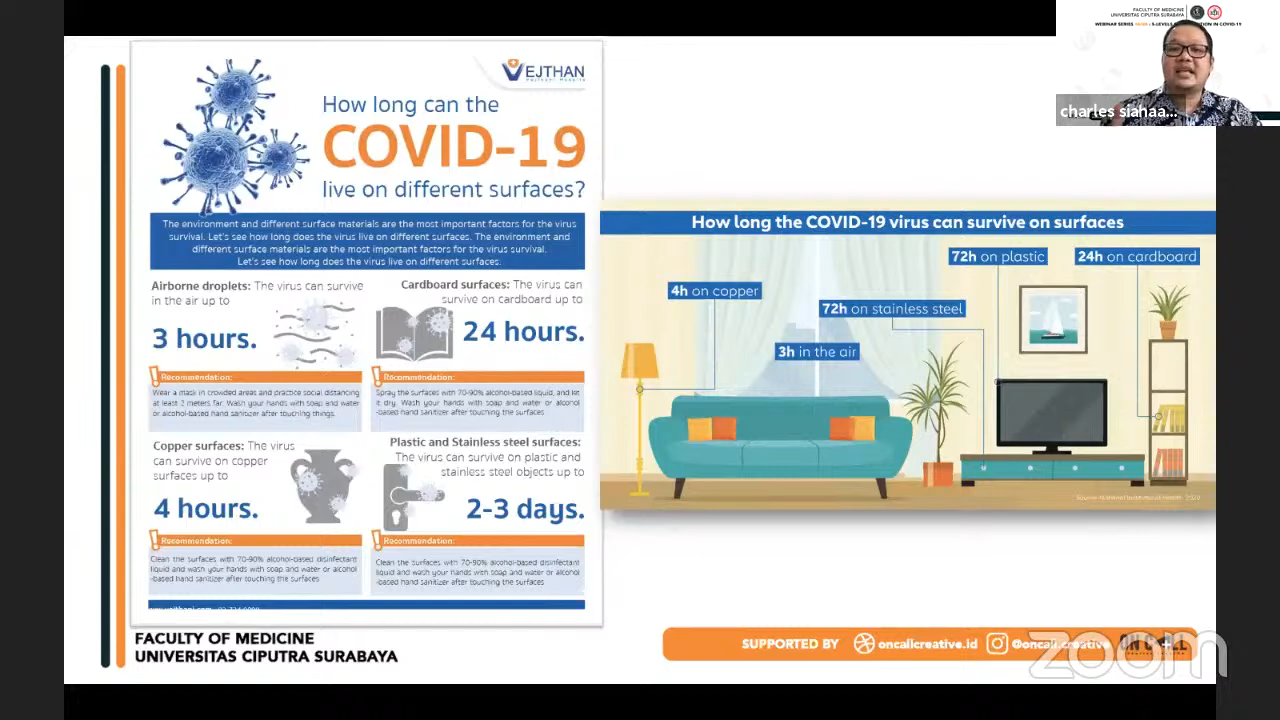 FACULTY OF MEDICINE
UNIVERSITAS CIPUTRA SURABAYA
charles siahaa...
EJTHAN
How long can the
COVID-19
live on different surfaces?
The environment and different surface materials are the most important factors for the virus
survival. Let's see how long does the virus live on different surfaces. The environment and
different surface materials are the most important factors for the virus survival.
Let's see how long does the virus live on different surfaces.
Airborne droplets: The virus can survive
in the air up to
3 hours.
Recommendation:
Wear a mask in crowded areas and practice social distancing
at least 2 meters far. Wash your hands with soap and water
or alcohol-based hand sanitizer after touching things.
Cardboard surfaces: The virus can
survive on cardboard up to
24 hours.
Recommendation:
Spray the surfaces with 70-90% alcohol-based liquid, and let
it dry. Wash your hands with soap and water or alcohol
-based hand sanitizer after touching the surfaces
Copper surfaces: The virus
can survive on copper
surfaces up to
4 hours.
Recommendation:
Clean the surfaces with 70-90% alcohol-based disinfectant
liquid and wash your hands with soap and water or alcohol
-based hand sanitizer after touching the surfaces
Plastic and Stainless steel surfaces:
The virus can survive on plastic and
stainless steel objects up to
2-3 days.
Recommendation:
Clean the surfaces with 70-90% alcohol-based disinfectant
liquid and wash your hands with soap and water or alcohol
-based hand sanitizer after touching the surfaces
How long the COVID-19 virus can survive on surfaces
72h on plastic
24h on cardboard
4h on copper
72h on stainless steel
3h in the air
FACULTY OF MEDICINE
UNIVERSITAS CIPUTRA SURABAYA
SUPPORTED BY
oncallcreative.id
@oncall.creative
zoom